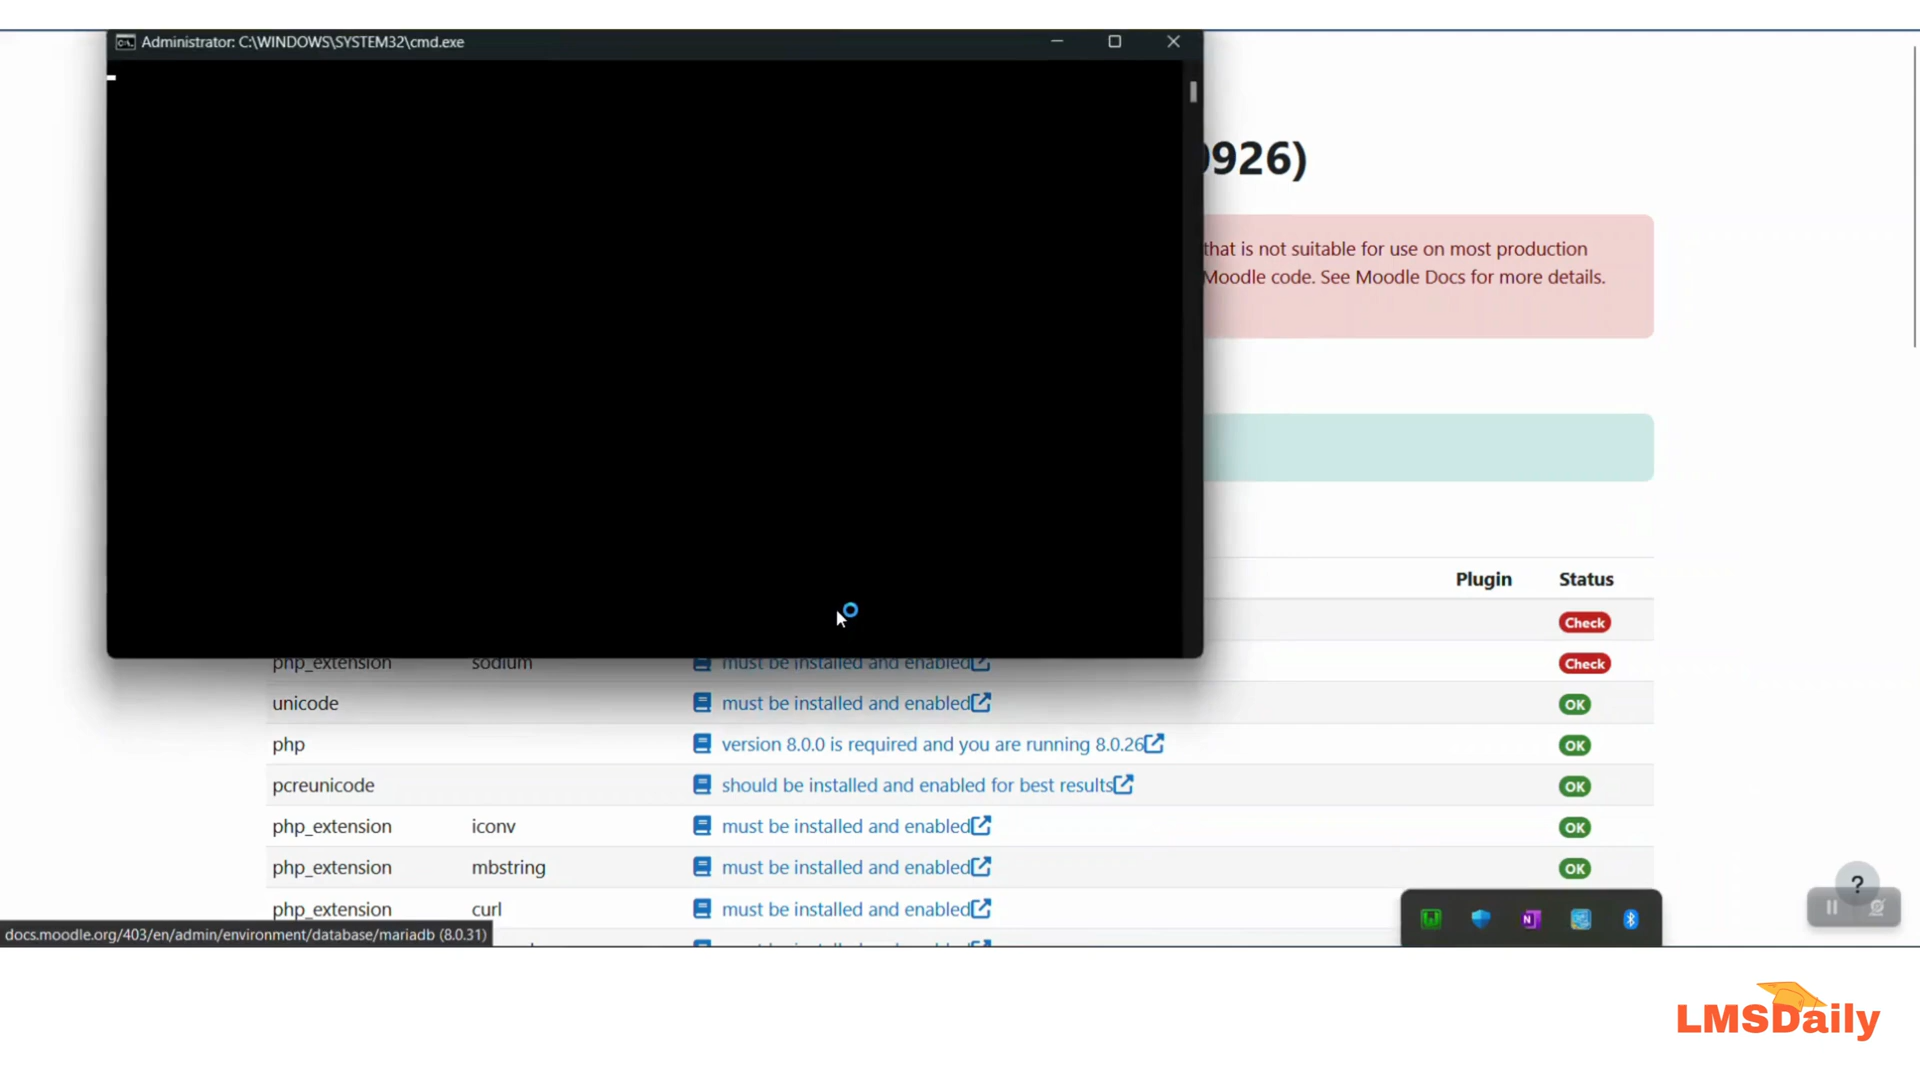 Administrator: C:\WINDOWS\SYSTEM32\cmd.exe
0926)
that is not suitable for use on most production
Moodle code. See Moodle Docs for more details.
Plugin Status
Check
php_extension sodium must be installed and enabled Check
unicode must be installed and enabled OK
php version 8.0.0 is required and you are running 8.0.26 OK
pcreunicode should be installed and enabled for best results OK
php_extension iconv must be installed and enabled OK
php_extension mbstring must be installed and enabled OK
php_extension curl must be installed and enabled
docs.moodle.org/403/en/admin/environment/database/mariadb (8.0.31)
?
LMSDaily